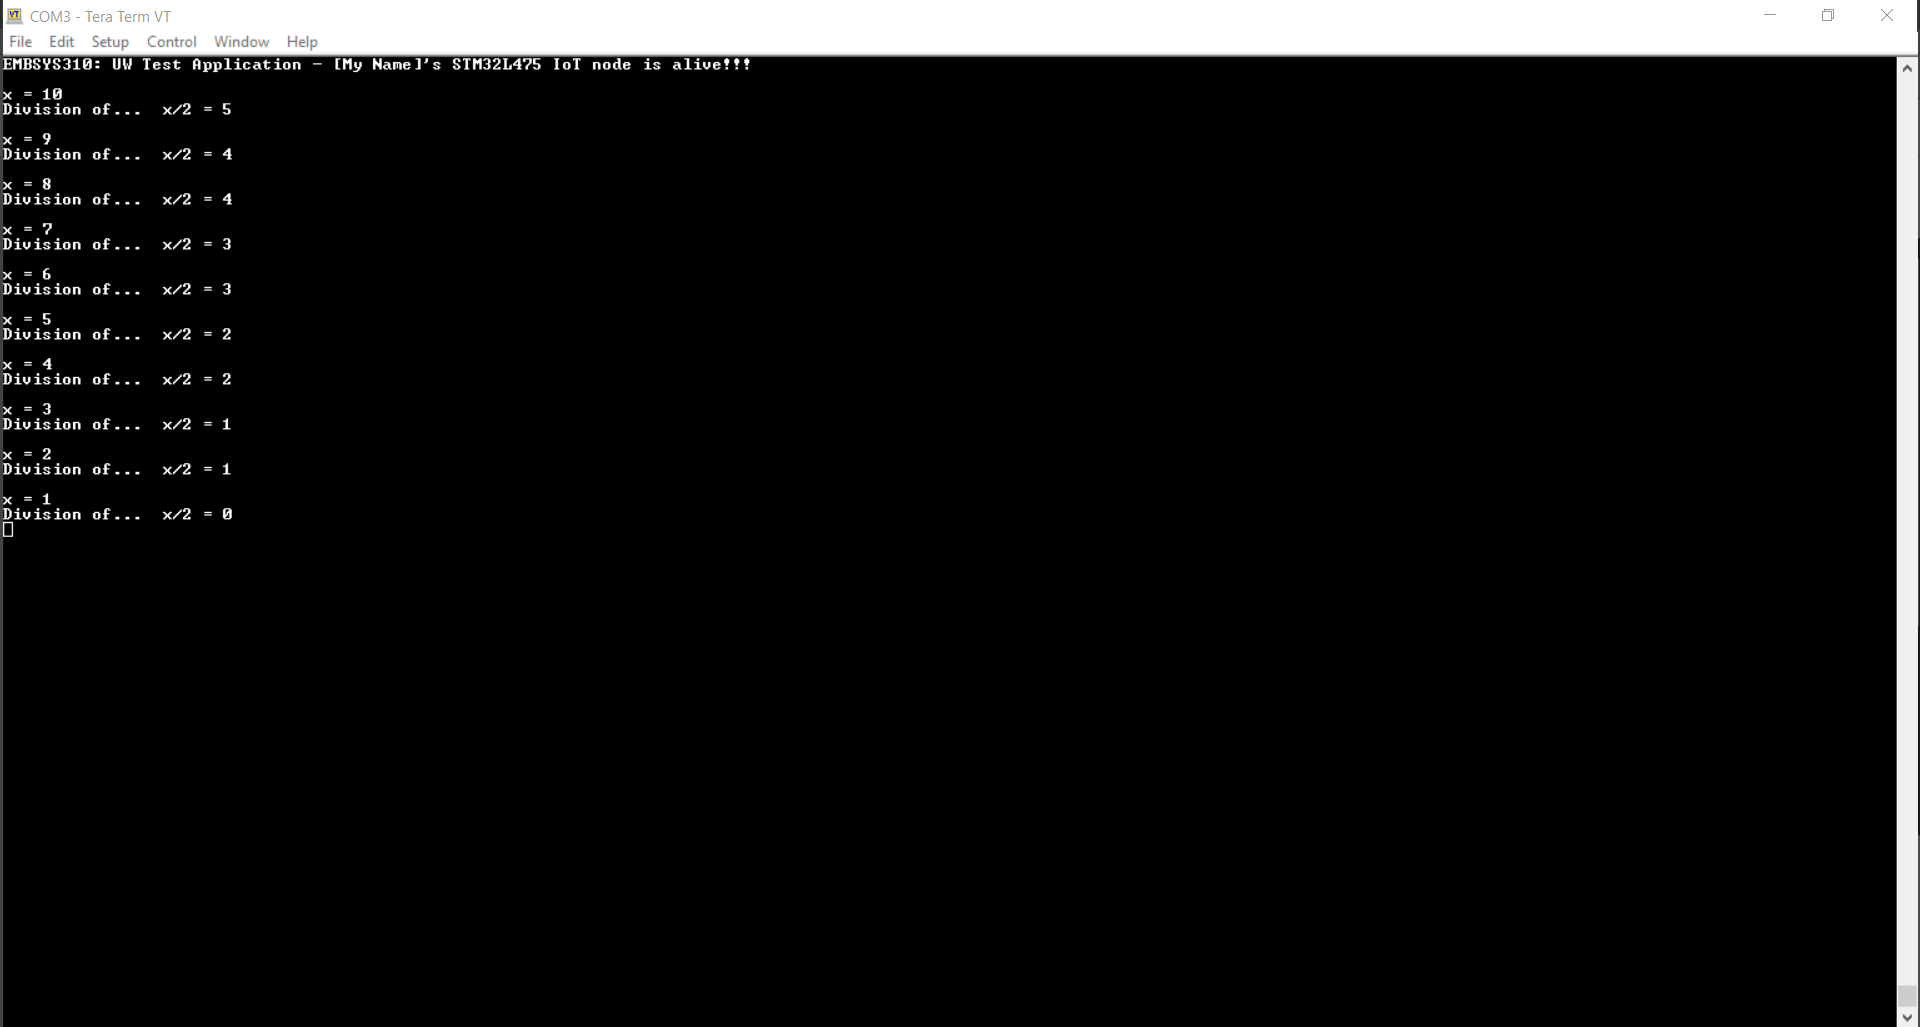 COM3 - Tera Term VT
File Edit Setup Control Window Help
EMBSYS310: UW Test Application - [My Name]'s STM32L475 IoT node is alive!!!
x = 10
Division of...  x/2 = 5
x = 9
Division of...  x/2 = 4
x = 8
Division of...  x/2 = 4
x = 7
Division of...  x/2 = 3
x = 6
Division of...  x/2 = 3
x = 5
Division of...  x/2 = 2
x = 4
Division of...  x/2 = 2
x = 3
Division of...  x/2 = 1
x = 2
Division of...  x/2 = 1
x = 1
Division of...  x/2 = 0